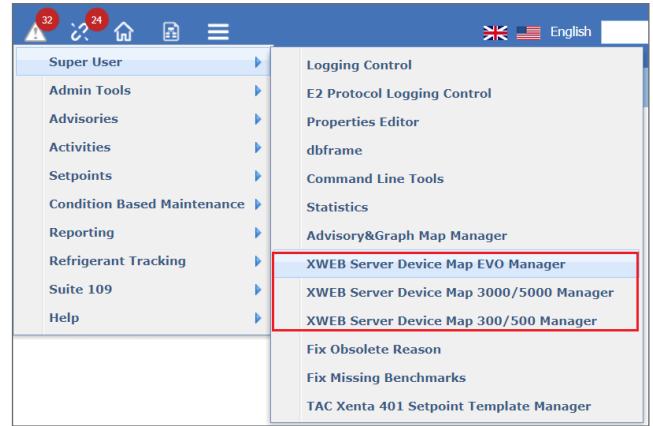 32
24
English
Super User
Admin Tools
Advisories
Activities
Setpoints
Condition Based Maintenance
Reporting
Refrigerant Tracking
Suite 109
Help
Logging Control
E2 Protocol Logging Control
Properties Editor
dbframe
Command Line Tools
Statistics
Advisory&Graph Map Manager
XWEB Server Device Map EVO Manager
XWEB Server Device Map 3000/5000 Manager
XWEB Server Device Map 300/500 Manager
Fix Obsolete Reason
Fix Missing Benchmarks
TAC Xenta 401 Setpoint Template Manager